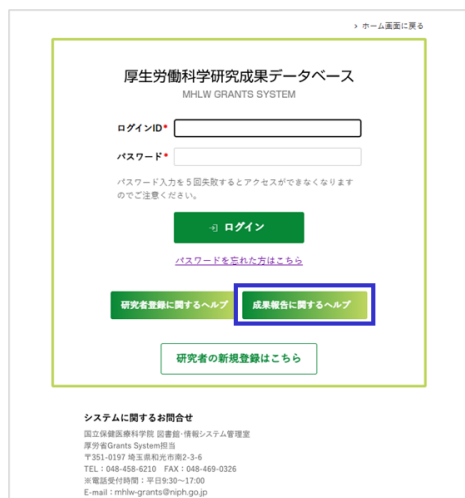 › ホーム画面に戻る
厚生労働科学研究成果データベース
MHLW GRANTS SYSTEM
ログインID*
パスワード*
パスワード入力を5回失敗するとアクセスができなくなります
のでご注意ください。
ログイン
パスワードを忘れた方はこちら
研究者登録に関するヘルプ 成果報告に関するヘルプ
研究者の新規登録はこちら
システムに関するお問合せ
国立保健医療科学院 図書館･情報システム管理室
厚労省Grants System担当
〒351-0197 埼玉県和光市南2-3-6
TEL：048-458-6210　FAX：048-469-0326
※電話受付時間：平日9:30～17:00
E-mail：mhlw-grants@niph.go.jp